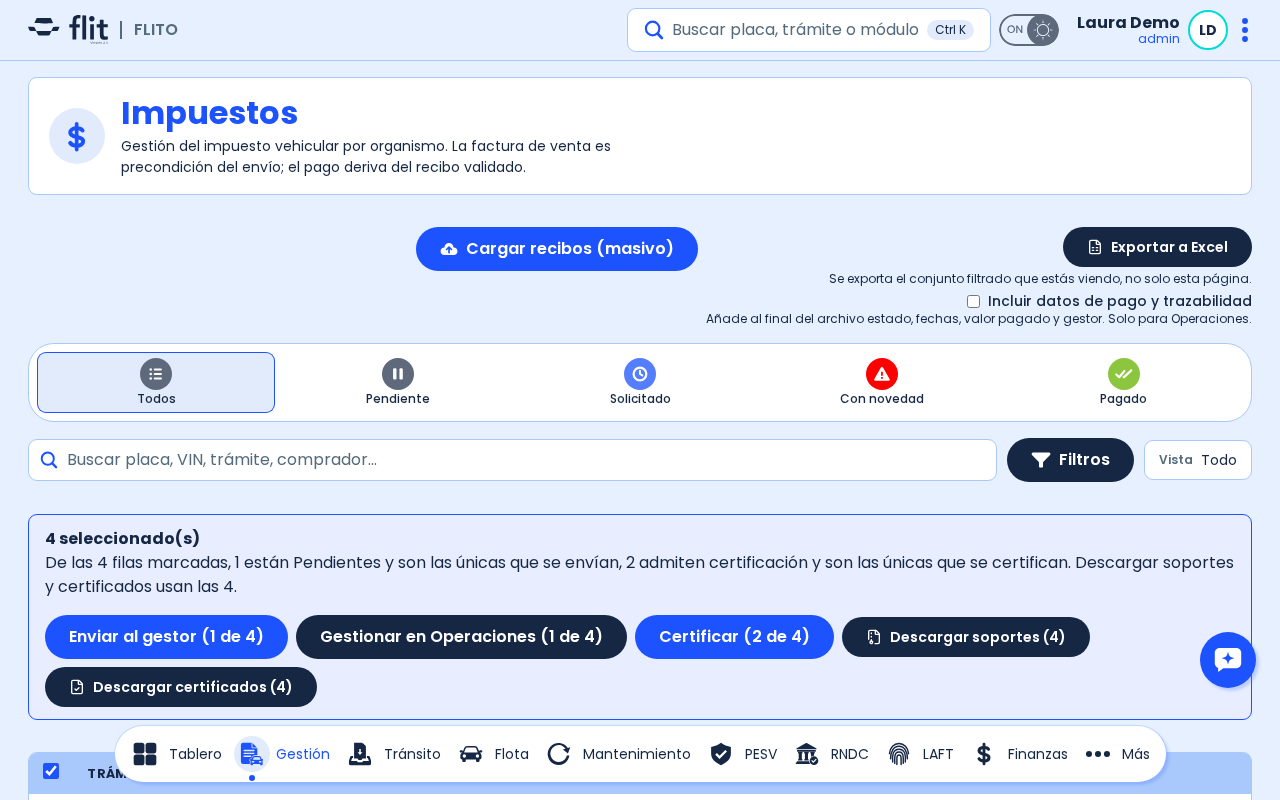 flit | FLITO
Buscar placa, trámite o módulo Ctrl K
ON
Laura Demo
admin
LD
$ Impuestos
Gestión del impuesto vehicular por organismo. La factura de venta es
precondición del envío; el pago deriva del recibo validado.
Cargar recibos (masivo)
Exportar a Excel
Se exporta el conjunto filtrado que estás viendo, no solo esta página.
Incluir datos de pago y trazabilidad
Añade al final del archivo estado, fechas, valor pagado y gestor. Solo para Operaciones.
Todos
Pendiente
Solicitado
Con novedad
Pagado
Buscar placa, VIN, trámite, comprador...
Filtros
Vista Todo
4 seleccionado(s)
De las 4 filas marcadas, 1 están Pendientes y son las únicas que se envían, 2 admiten certificación y son las únicas que se certifican. Descargar soportes
y certificados usan las 4.
Enviar al gestor (1 de 4)
Gestionar en Operaciones (1 de 4)
Certificar (2 de 4)
Descargar soportes (4)
Descargar certificados (4)
Tablero
Gestión
Tránsito
Flota
Mantenimiento
PESV
RNDC
LAFT
$ Finanzas
Más